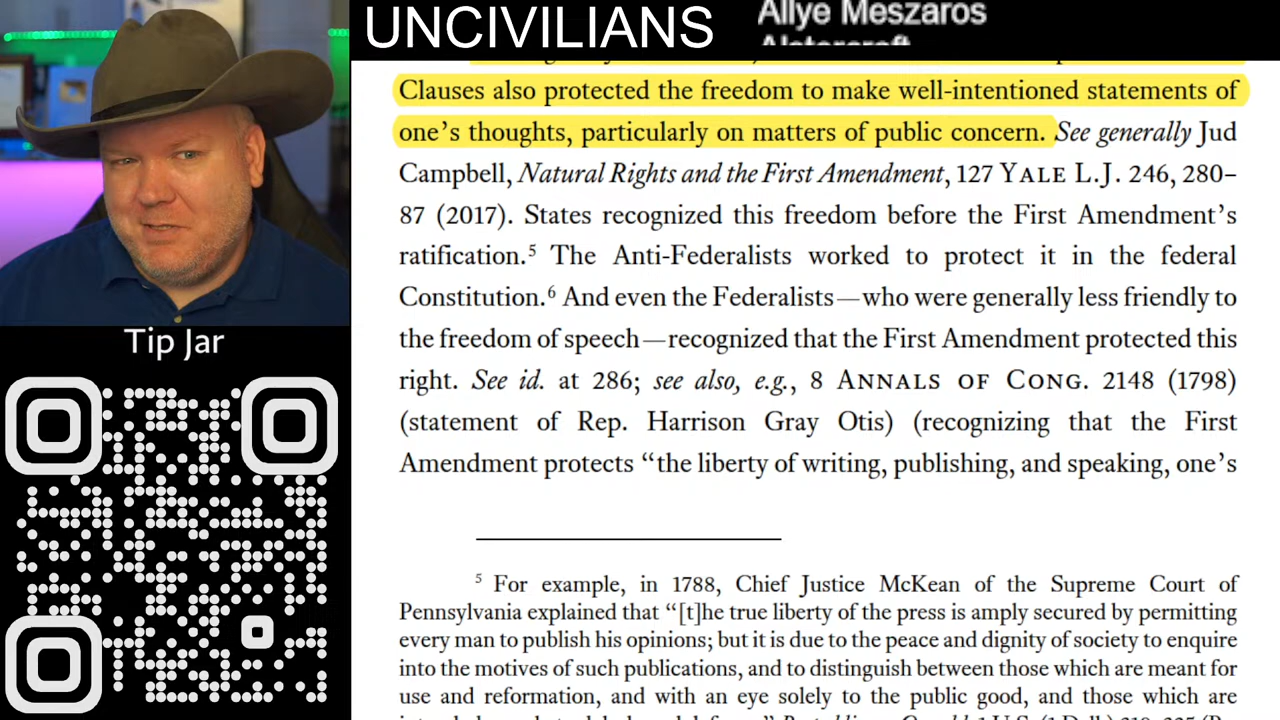 UNCIVILIANS
Allye Meszaros
Tip Jar
Clauses also protected the freedom to make well-intentioned statements of
one’s thoughts, particularly on matters of public concern. See generally Jud
Campbell, Natural Rights and the First Amendment, 127 YALE L.J. 246, 280–
87 (2017). States recognized this freedom before the First Amendment’s
ratification.⁵ The Anti-Federalists worked to protect it in the federal
Constitution.⁶ And even the Federalists—who were generally less friendly to
the freedom of speech—recognized that the First Amendment protected this
right. See id. at 286; see also, e.g., 8 ANNALS OF CONG. 2148 (1798)
(statement of Rep. Harrison Gray Otis) (recognizing that the First
Amendment protects “the liberty of writing, publishing, and speaking, one’s
⁵ For example, in 1788, Chief Justice McKean of the Supreme Court of
Pennsylvania explained that “[t]he true liberty of the press is amply secured by permitting
every man to publish his opinions; but it is due to the peace and dignity of society to enquire
into the motives of such publications, and to distinguish between those which are meant for
use and reformation, and with an eye solely to the public good, and those which are